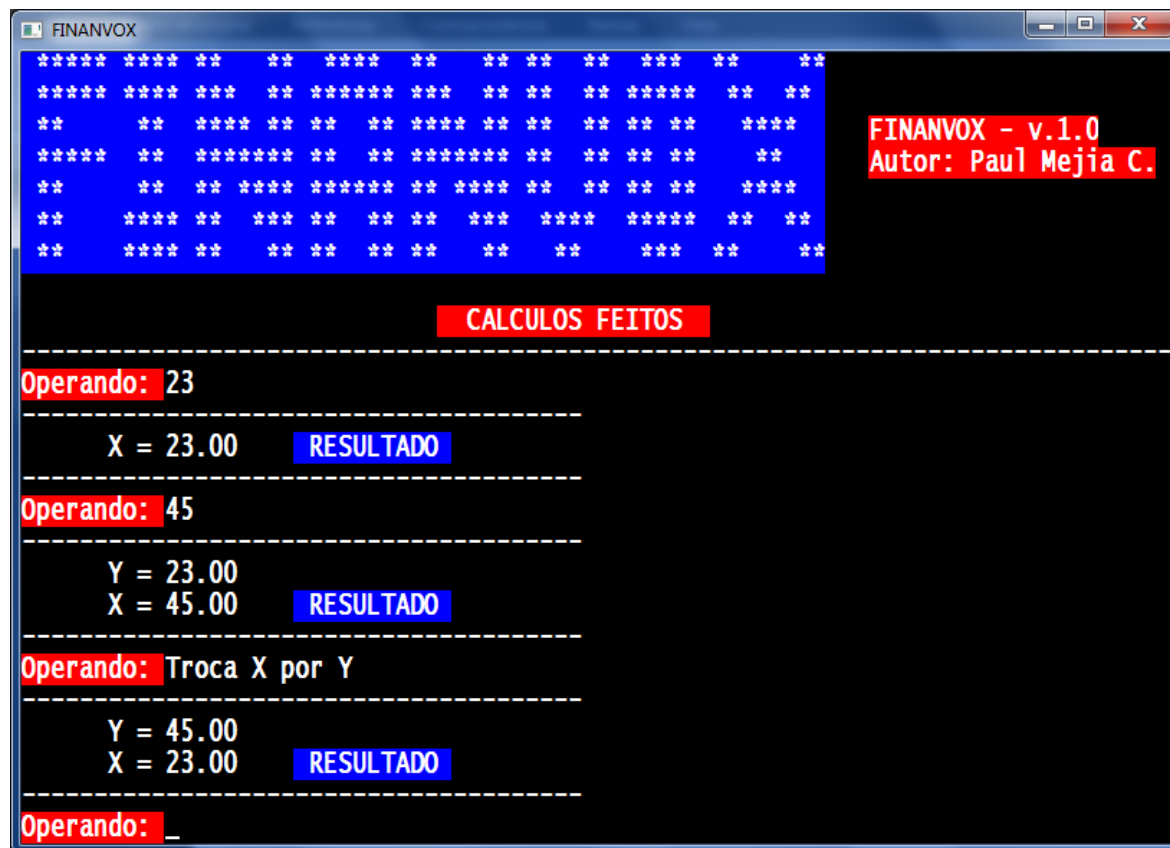 FINANVOX
FINANVOX - v.1.0
Autor: Paul Mejia C.
CALCULOS FEITOS
Operando: 23
X = 23.00 RESULTADO
Operando: 45
Y = 23.00
X = 45.00 RESULTADO
Operando: Troca X por Y
Y = 45.00
X = 23.00 RESULTADO
Operando: _